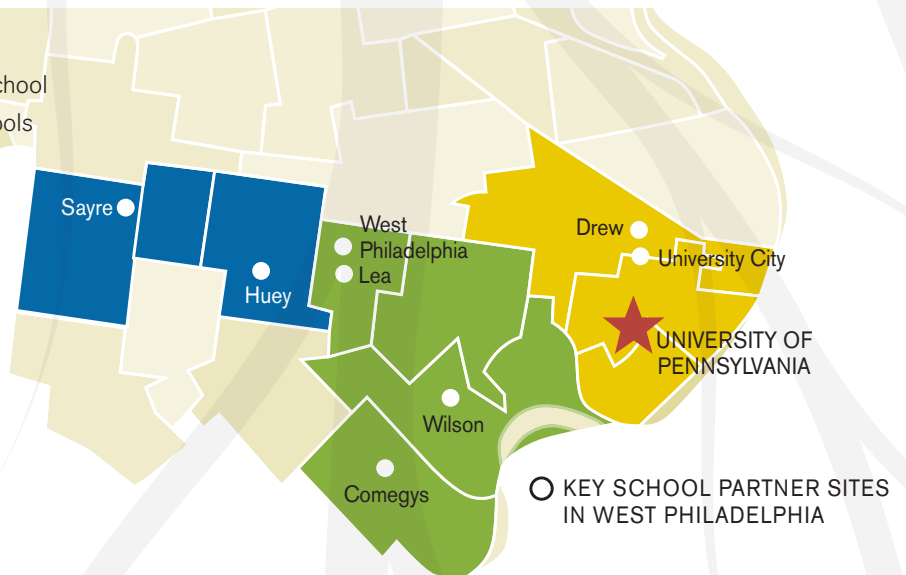 chool
ools
Sayre
West
Philadelphia
Lea
Huey
Drew
University City
UNIVERSITY OF
PENNSYLVANIA
Wilson
Comegys
KEY SCHOOL PARTNER SITES
IN WEST PHILADELPHIA